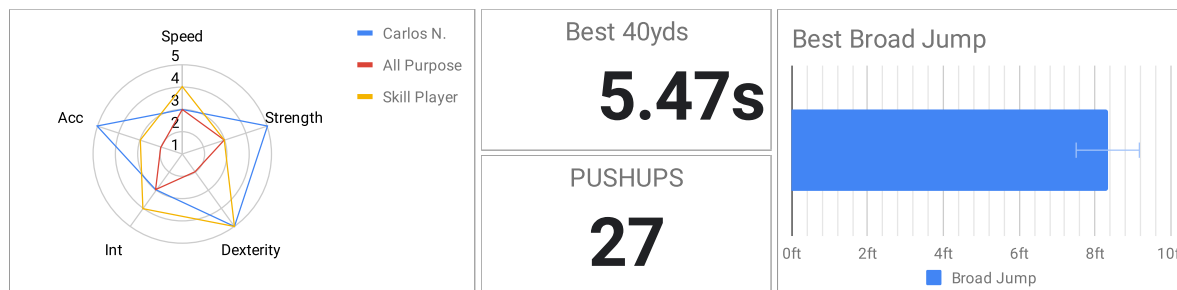 Speed
5
4
3
2
1
Acc
Strength
Int
Dexterity
Carlos N.
All Purpose
Skill Player
Best 40yds
5.47s
PUSHUPS
27
Best Broad Jump
0ft 2ft 4ft 6ft 8ft
Broad Jump